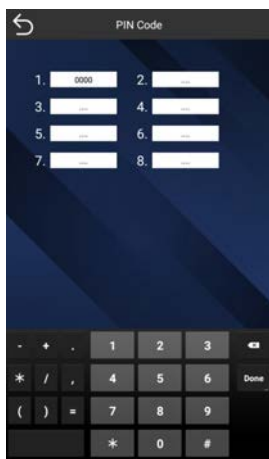 PIN Code
1. 0000 2. ....
3. .... 4. ....
5. .... 6. ....
7. .... 8. ....
- + . 1 2 3
* / , 4 5 6 Done
( ) = 7 8 9
* 0 #